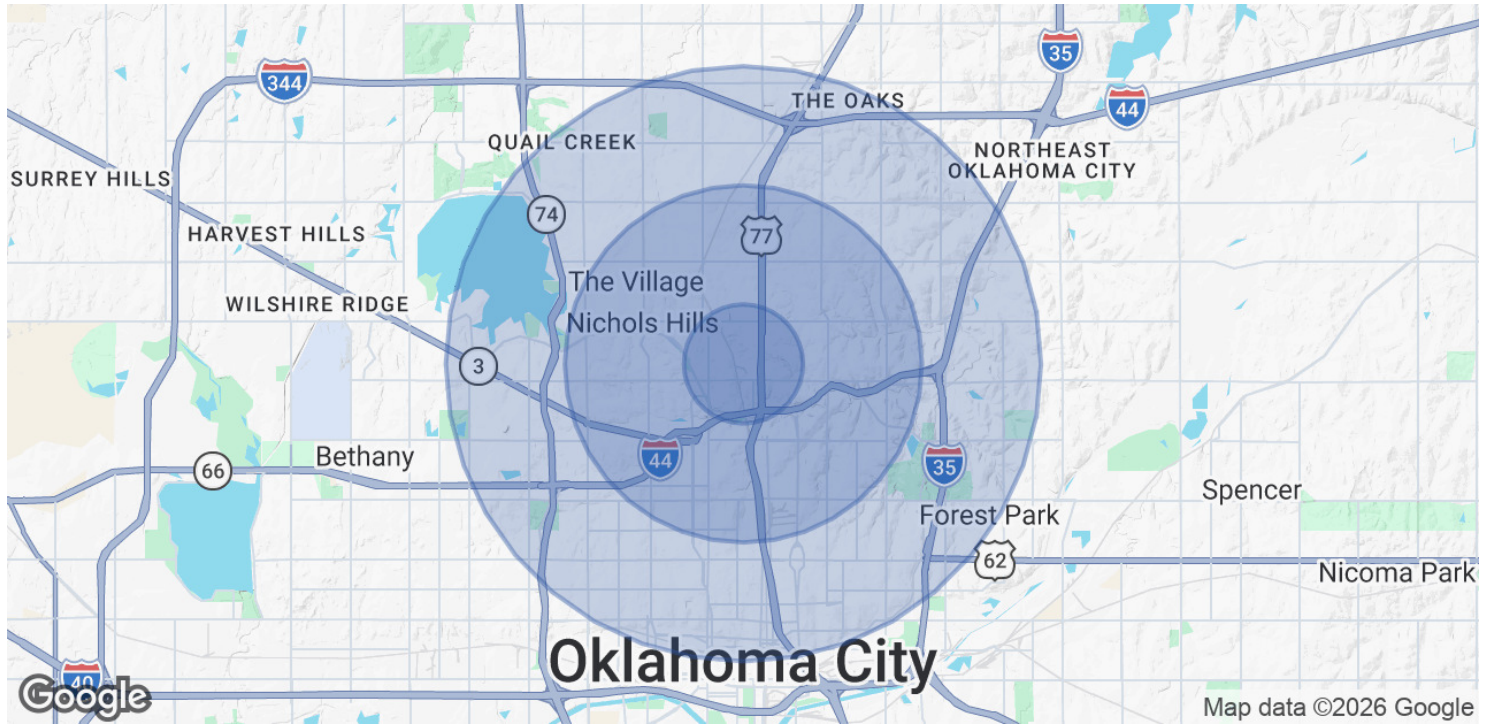 35
344
THE OAKS
44
QUAIL CREEK
NORTHEAST
OKLAHOMA CITY
SURREY HILLS
74
HARVEST HILLS
77
The Village
WILSHIRE RIDGE
Nichols Hills
3
Bethany
66
44
35
Spencer
Forest Park
62
Nicoma Park
Oklahoma City
40
Google
Map data ©2026 Google